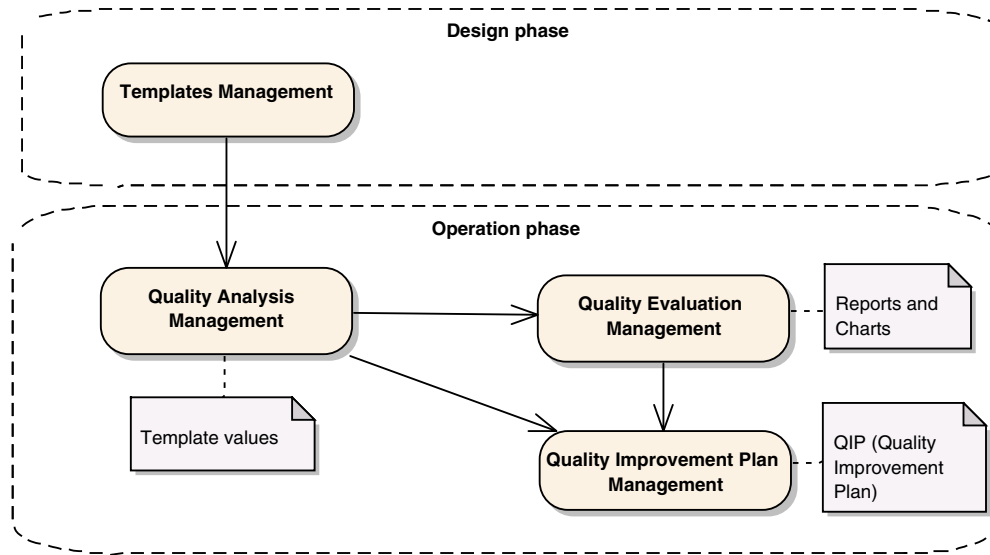 Design phase
Templates Management
Operation phase
Quality Analysis
Management
Quality Evaluation
Management
Reports and
Charts
Template values
Quality Improvement Plan
Management
QIP (Quality
Improvement
Plan)